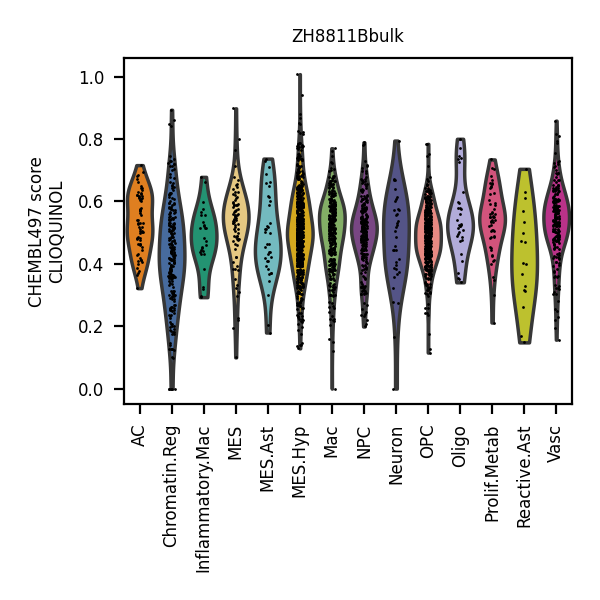 ZH8811Bbulk
CHEMBL497 score
CLIOQUINOL
1.0
0.8
0.6
0.4
0.2
0.0
AC
Chromatin.Reg
Inflammatory.Mac
MES
MES.Ast
MES.Hyp
Mac
NPC
Neuron
OPC
Oligo
Prolif.Metab
Reactive.Ast
Vasc